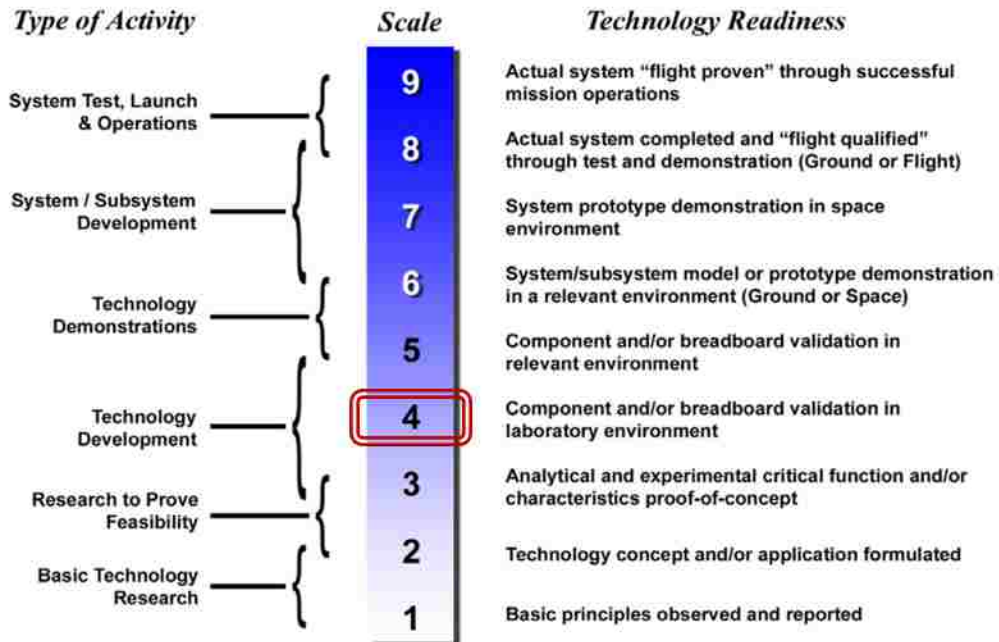 Type of Activity
Scale
Technology Readiness
9
Actual system “flight proven” through successful
mission operations
System Test, Launch
& Operations
8
Actual system completed and “flight qualified”
through test and demonstration (Ground or Flight)
System / Subsystem
Development
7
System prototype demonstration in space
environment
6
System/subsystem model or prototype demonstration
in a relevant environment (Ground or Space)
Technology
Demonstrations
5
Component and/or breadboard validation in
relevant environment
Technology
Development
4
Component and/or breadboard validation in
laboratory environment
3
Analytical and experimental critical function and/or
characteristics proof-of-concept
Research to Prove
Feasibility
2
Technology concept and/or application formulated
Basic Technology
Research
1
Basic principles observed and reported